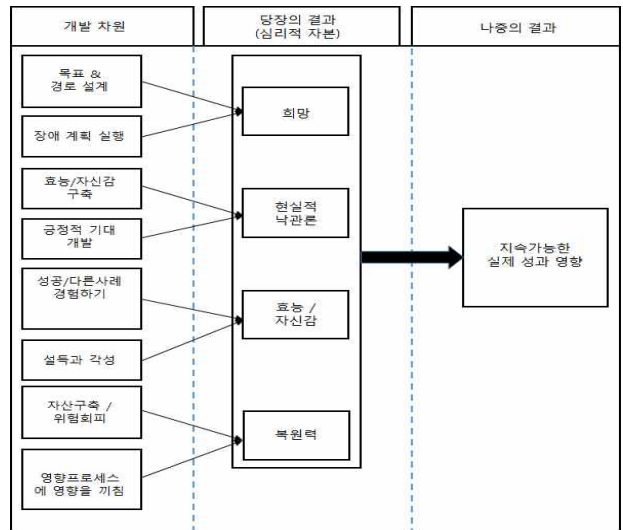 개발 차원
당장의 결과
(심리적 자본)
나중의 결과
목표 &
경로 설계
장애 계획 실행
효능/자신감
구축
긍정적 기대
개발
성공/다른사례
경험하기
설득과 각성
자산구축 /
위험회피
영향프로세스
에 영향을 끼침
희망
현실적
낙관론
효능 /
자신감
복원력
지속가능한
실제 성과 영향